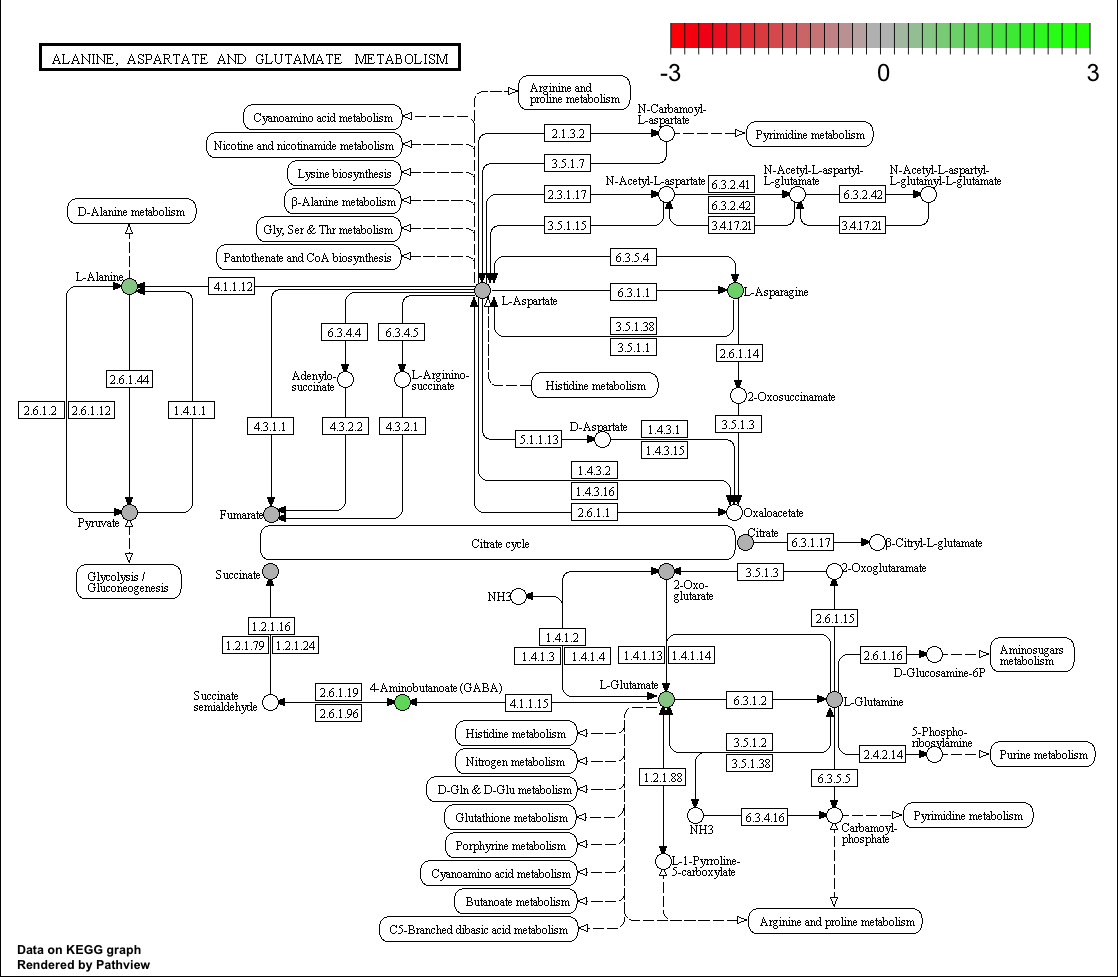 ALANINE, ASPARTATE AND GLUTAMATE METABOLISM
-3
0
3
Arginine and
proline metabolism
Cyanoamino acid metabolism
N-Carbamoyl-
L-aspartate
2.1.3.2
Pyrimidine metabolism
Nicotine and nicotinamide metabolism
3.5.1.7
Lysine biosynthesis
N-Acetyl-L-aspartate
6.3.2.41
N-Acetyl-L-aspartyl-
L-glutamate
N-Acetyl-L-aspartyl-
L-glutamyl-L-glutamate
2.3.1.17
6.3.2.42
6.3.2.42
β-Alanine metabolism
D-Alanine metabolism
3.5.1.15
3.4.17.21
3.4.17.21
Gly, Ser & Thr metabolism
Pantothenate and CoA biosynthesis
6.3.5.4
L-Alanine
4.1.1.12
L-Aspartate
6.3.1.1
L-Asparagine
6.3.4.4
6.3.4.5
3.5.1.38
3.5.1.1
2.6.1.14
Adenylo-
succinate
L-Arginino-
succinate
2.6.1.44
Histidine metabolism
2-Oxosuccinamate
2.6.1.2
2.6.1.12
1.4.1.1
4.3.1.1
4.3.2.2
4.3.2.1
D-Aspartate
5.1.1.13
1.4.3.1
1.4.3.15
3.5.1.3
1.4.3.2
1.4.3.16
2.6.1.1
Pyruvate
Fumarate
Oxaloacetate
Citrate cycle
Citrate
6.3.1.17
β-Citryl-L-glutamate
Glycolysis /
Gluconeogenesis
Succinate
2-Oxo-
glutarate
3.5.1.3
2-Oxoglutaramate
NH3
1.2.1.16
1.2.1.79
1.2.1.24
1.4.1.2
1.4.1.3
1.4.1.4
1.4.1.13
1.4.1.14
2.6.1.15
2.6.1.16
D-Glucosamine-6P
Aminosugars
metabolism
Succinate
semialdehyde
2.6.1.19
2.6.1.96
4-Aminobutanoate (GABA)
4.1.1.15
L-Glutamate
6.3.1.2
L-Glutamine
Histidine metabolism
Nitrogen metabolism
D-Gln & D-Glu metabolism
Glutathione metabolism
Porphyrine metabolism
Cyanoamino acid metabolism
Butanoate metabolism
C5-Branched dibasic acid metabolism
3.5.1.2
3.5.1.38
5-Phospho-
ribosylamine
2.4.2.14
Purine metabolism
1.2.1.88
6.3.5.5
NH3
6.3.4.16
Carbamoyl-
phosphate
Pyrimidine metabolism
L-1-Pyrroline-
5-carboxylate
Arginine and proline metabolism
Data on KEGG graph
Rendered by Pathview